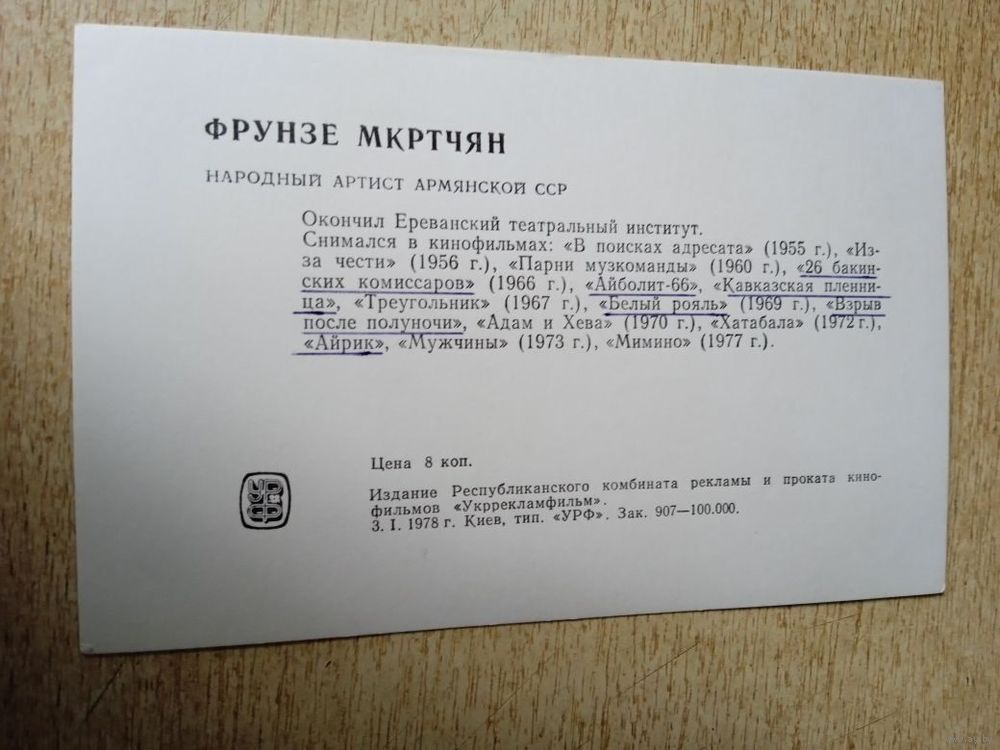 ФРУНЗЕ МКРТЧЯН
НАРОДНЫЙ АРТИСТ АРМЯНСКОЙ ССР
Окончил Ереванский театральный институт.
Снимался в кинофильмах: «В поисках адресата» (1955 г.), «Из-
за чести» (1956 г.), «Парни музкоманды» (1960 г.), «26 бакин-
ских комиссаров» (1966 г.), «Айболит-66», «Кавказская пленни-
ца», «Треугольник» (1967 г.), «Белый рояль» (1969 г.), «Взрыв
после полуночи», «Адам и Хева» (1970 г.), «Хатабала» (1972 г.),
«Айрик», «Мужчины» (1973 г.), «Мимино» (1977 г.).
Цена 8 коп.
Издание Республиканского комбината рекламы и проката кино-
фильмов «Укррекламфильм».
3. I. 1978 г. Киев, тип. «УРФ». Зак. 907—100.000.
УРФ